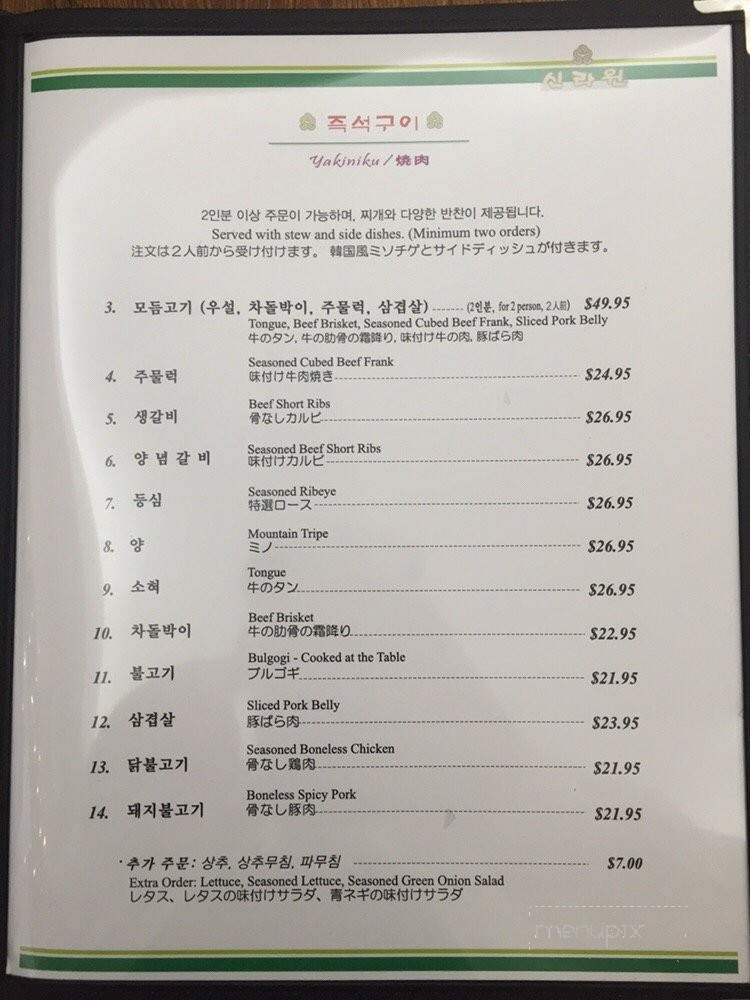 신라원
즉석구이
Yakiniku / 焼肉
2인분 이상 주문이 가능하며, 찌개와 다양한 반찬이 제공됩니다.
Served with stew and side dishes. (Minimum two orders)
注文は2人前から受け付けます。 韓国風ミソチゲとサイドディッシュが付きます。
3. 모듬고기 (우설, 차돌박이, 주물럭, 삼겹살) ------- (2인분, for 2 person, 2人前) $49.95
Tongue, Beef Brisket, Seasoned Cubed Beef Frank, Sliced Pork Belly
牛のタン, 牛の肋骨の霜降り, 味付け牛の肉, 豚ばら肉
Seasoned Cubed Beef Frank
4. 주물럭 味付け牛肉焼き $24.95
Beef Short Ribs
5. 생갈비 骨なしカルビ $26.95
Seasoned Beef Short Ribs
6. 양념갈비 味付けカルビ $26.95
Seasoned Ribeye
7. 등심 特選ロース $26.95
Mountain Tripe
8. 양 ミノ $26.95
Tongue
9. 소혀 牛のタン $26.95
Beef Brisket
10. 차돌박이 牛の肋骨の霜降り $22.95
Bulgogi - Cooked at the Table
11. 불고기 プルゴギ $21.95
Sliced Pork Belly
12. 삼겹살 豚ばら肉 $23.95
Seasoned Boneless Chicken
13. 닭불고기 骨なし鶏肉 $21.95
Boneless Spicy Pork
14. 돼지불고기 骨なし豚肉 $21.95
· 추가 주문: 상추, 상추무침, 파무침 $7.00
Extra Order: Lettuce, Seasoned Lettuce, Seasoned Green Onion Salad
レタス、レタスの味付けサラダ、青ネギの味付けサラダ
menupix